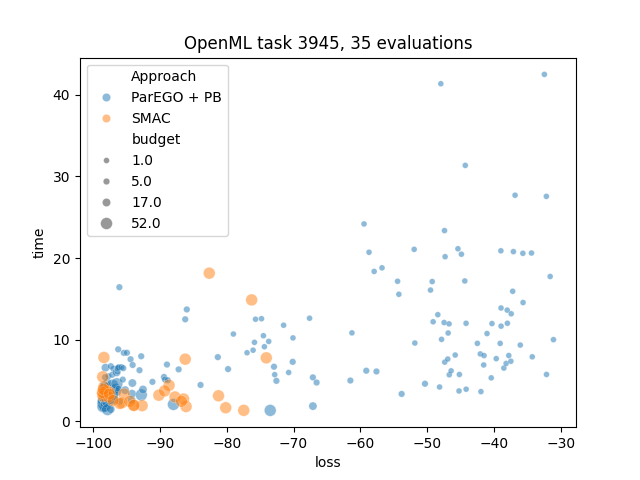 OpenML task 3945, 35 evaluations
Approach
ParEGO + PB
SMAC
budget
1.0
5.0
17.0
52.0
time
40
30
20
10
0
−100 −90 −80 −70 −60 −50 −40 −30
loss